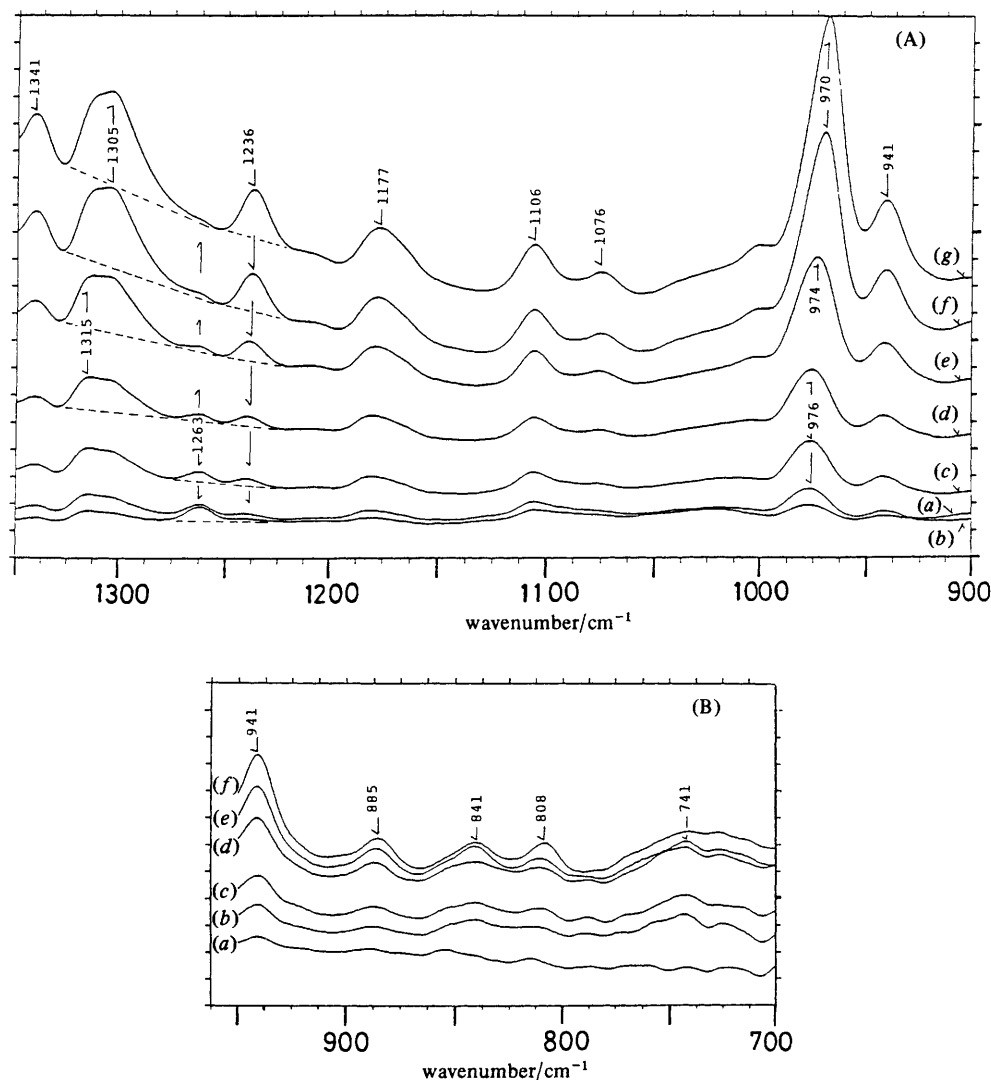 (A)
1341
1305
1236
1177
1106
1076
970
941
(g)
(f)
974
(e)
1315
(d)
1263
976
(c)
(a)
(b)
1300 1200 1100 1000 900
wavenumber/cm⁻¹
(B)
941
885
841
808
741
(f)
(e)
(d)
(c)
(b)
(a)
900 800 700
wavenumber/cm⁻¹